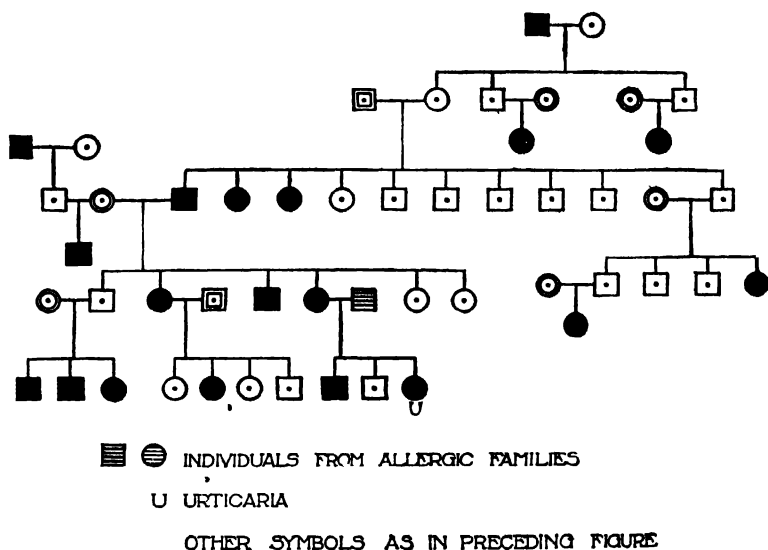 U
INDIVIDUALS FROM ALLERGIC FAMILIES
U URTICARIA
OTHER SYMBOLS AS IN PRECEDING FIGURE